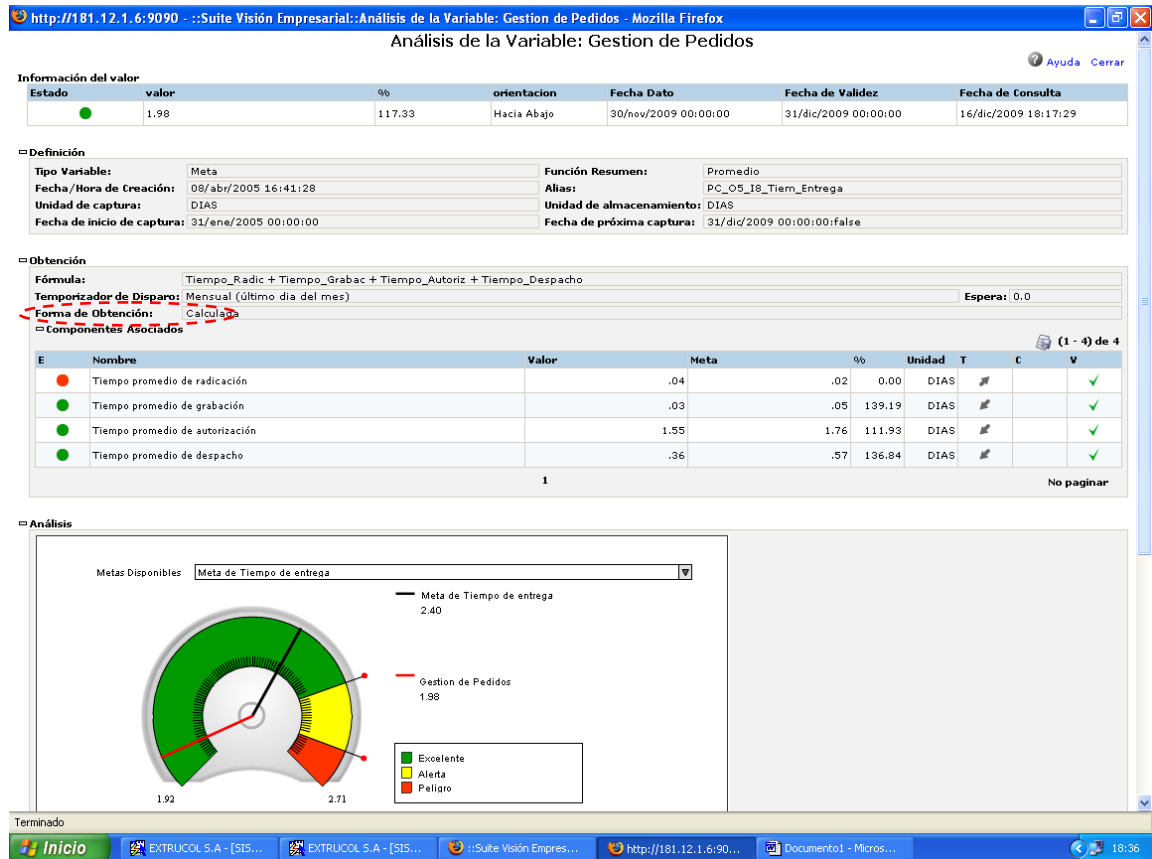 http://181.12.1.6:9090 - ::Suite Visión Empresarial::Análisis de la Variable: Gestion de Pedidos - Mozilla Firefox
Análisis de la Variable: Gestion de Pedidos
Ayuda Cerrar
Información del valor
Estado valor % orientacion Fecha Dato Fecha de Validez Fecha de Consulta
1.98 117.33 Hacia Abajo 30/nov/2009 00:00:00 31/dic/2009 00:00:00 16/dic/2009 18:17:29
Definición
Tipo Variable: Meta Función Resumen: Promedio
Fecha/Hora de Creación: 08/abr/2005 16:41:28 Alias: PC_O5_I8_Tiem_Entrega
Unidad de captura: DIAS Unidad de almacenamiento: DIAS
Fecha de inicio de captura: 31/ene/2005 00:00:00 Fecha de próxima captura: 31/dic/2009 00:00:00:false
Obtención
Fórmula: Tiempo_Radic + Tiempo_Grabac + Tiempo_Autoriz + Tiempo_Despacho
Temporizador de Disparo: Mensual (último dia del mes) Espera: 0.0
Forma de Obtención: Calculada
Componentes Asociados
(1 - 4) de 4
E Nombre Valor Meta % Unidad T C V
Tiempo promedio de radicación .04 .02 0.00 DIAS
Tiempo promedio de grabación .03 .05 139.19 DIAS
Tiempo promedio de autorización 1.55 1.76 111.93 DIAS
Tiempo promedio de despacho .36 .57 136.84 DIAS
1 No paginar
Análisis
Metas Disponibles Meta de Tiempo de entrega
Meta de Tiempo de entrega
2.40
Gestion de Pedidos
1.98
Excelente
Alerta
Peligro
1.92 2.71
Terminado
Inicio EXTRUCOL S.A - [SIS... EXTRUCOL S.A - [SIS... ::Suite Visión Empres... http://181.12.1.6:90... Documento1 - Micros... 18:36